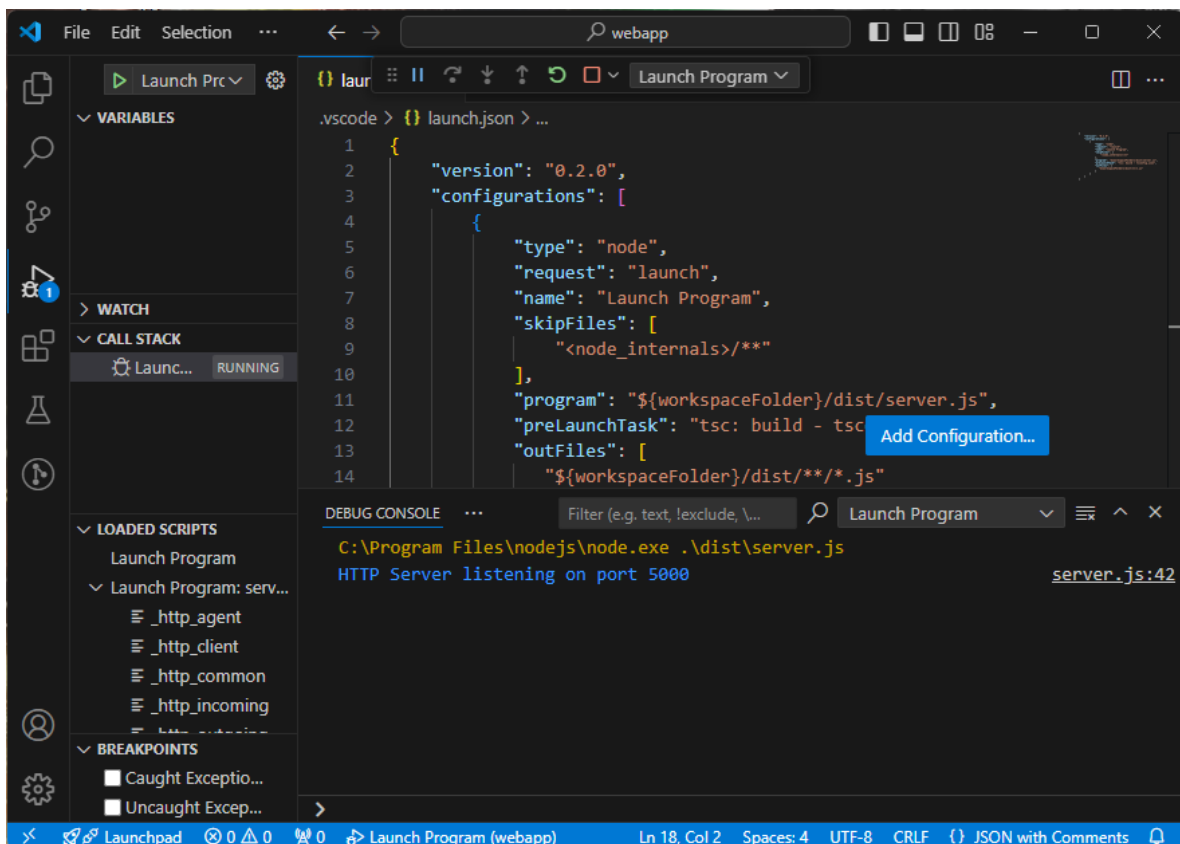 File Edit Selection ··· webapp
Launch Prc
{} laur
Launch Program
VARIABLES
WATCH
CALL STACK
Launc... RUNNING
LOADED SCRIPTS
Launch Program
Launch Program: serv...
_http_agent
_http_client
_http_common
_http_incoming
BREAKPOINTS
Caught Exceptio...
Uncaught Excep...
1
.vscode > {} launch.json > ...
1 {
2 "version": "0.2.0",
3 "configurations": [
4 {
5 "type": "node",
6 "request": "launch",
7 "name": "Launch Program",
8 "skipFiles": [
9 "<node_internals>/**"
10 ],
11 "program": "${workspaceFolder}/dist/server.js",
12 "preLaunchTask": "tsc: build - tsc
13 "outFiles": [
14 "${workspaceFolder}/dist/**/*.js"
Add Configuration...
DEBUG CONSOLE ··· Filter (e.g. text, !exclude, \... Launch Program
C:\Program Files\nodejs\node.exe .\dist\server.js
HTTP Server listening on port 5000 server.js:42
>
Launchpad 0 0 0 Launch Program (webapp) Ln 18, Col 2 Spaces: 4 UTF-8 CRLF {} JSON with Comments